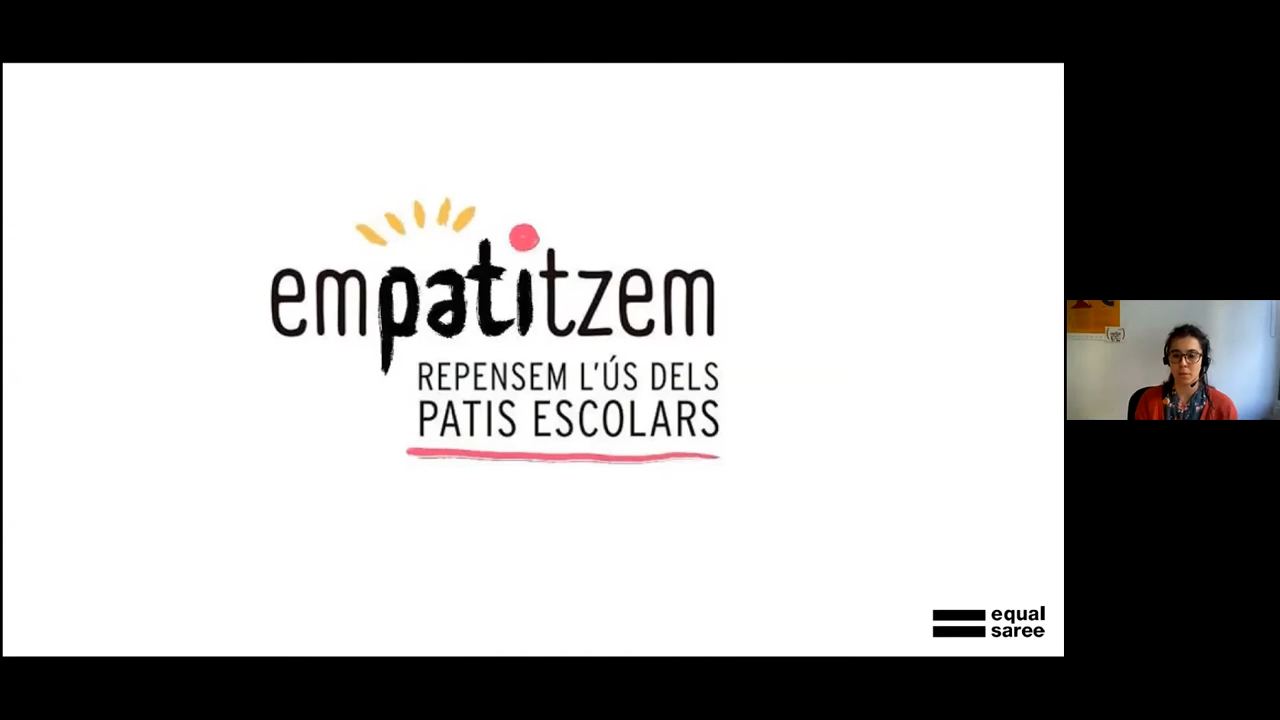 empatitzem
REPENSEM L'ÚS DELS
PATIS ESCOLARS
equal
saree